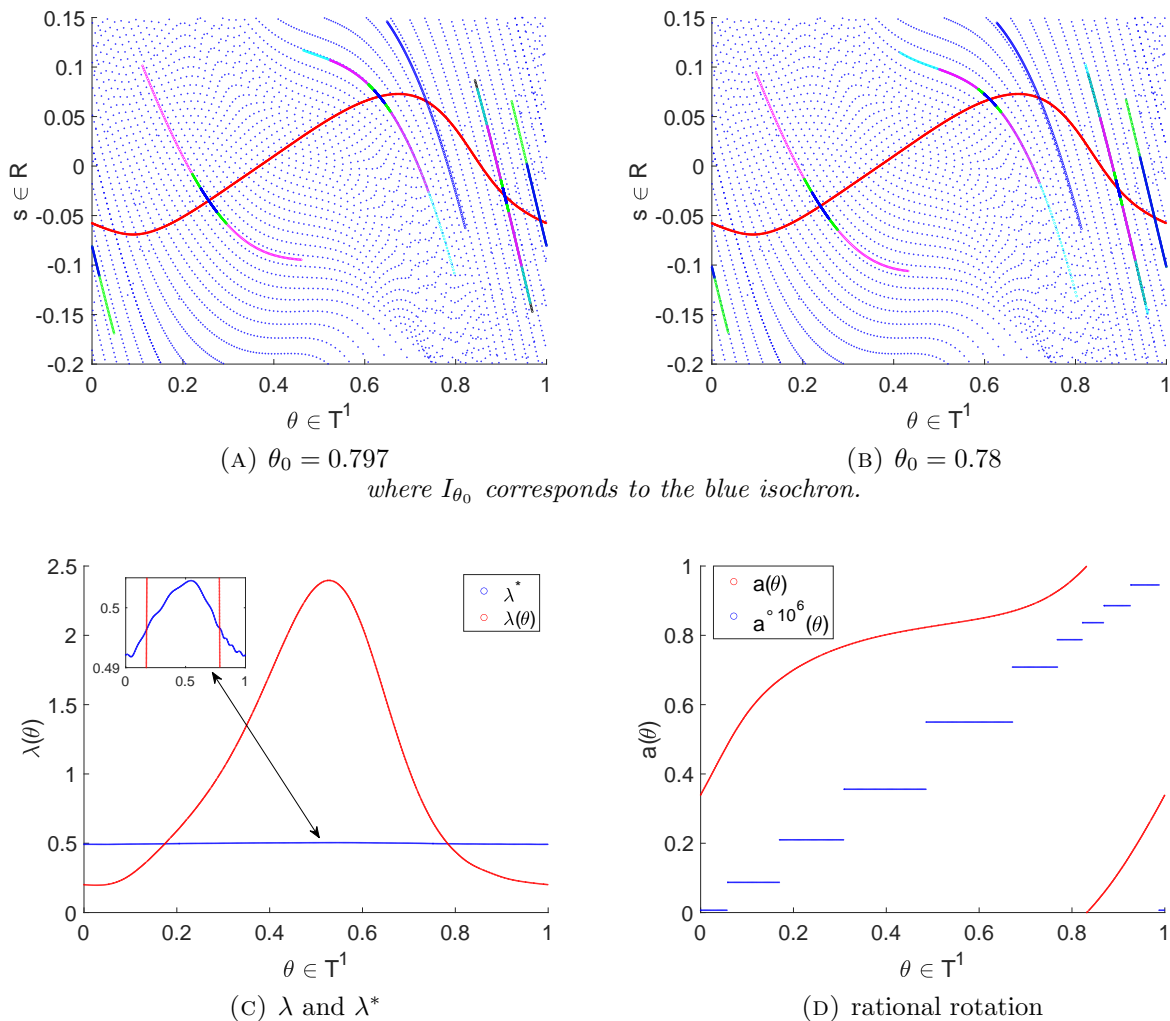 0.15
0.1
0.05
0
-0.05
-0.1
-0.15
-0.2
s ∈ R
0 0.2 0.4 0.6 0.8 1
θ ∈ T¹
(A) θ₀ = 0.797
0.15
0.1
0.05
0
-0.05
-0.1
-0.15
-0.2
s ∈ R
0 0.2 0.4 0.6 0.8 1
θ ∈ T¹
(B) θ₀ = 0.78
where I_{θ₀} corresponds to the blue isochron.
2.5
2
1.5
1
0.5
0
λ(θ)
0.5
0.49
0 0.5 1
λ*
λ(θ)
0 0.2 0.4 0.6 0.8 1
θ ∈ T¹
(C) λ and λ*
1
0.8
0.6
0.4
0.2
0
a(θ)
a(θ)
a^{∘ 10⁶}(θ)
0 0.2 0.4 0.6 0.8 1
θ ∈ T¹
(D) rational rotation